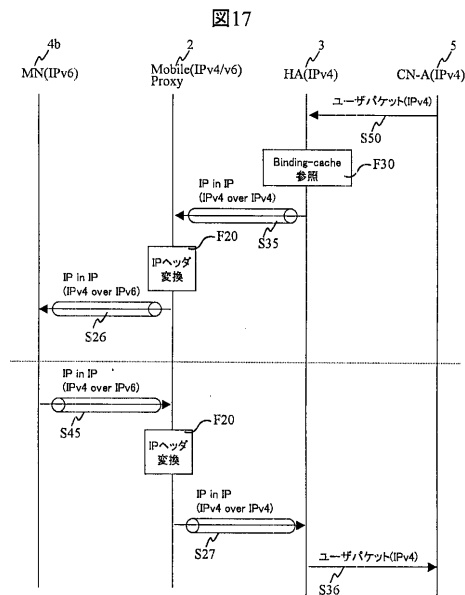 図17
4b
2
3
5
MN(IPv6)
Mobile(IPv4/v6)
Proxy
HA(IPv4)
CN-A(IPv4)
ユーザパケット(IPv4)
S50
Binding-cache
参照
F30
IP in IP
(IPv4 over IPv4)
S35
F20
IPヘッダ
変換
IP in IP
(IPv4 over IPv6)
S26
IP in IP
(IPv4 over IPv6)
S45
F20
IPヘッダ
変換
IP in IP
(IPv4 over IPv4)
S27
ユーザパケット(IPv4)
S36